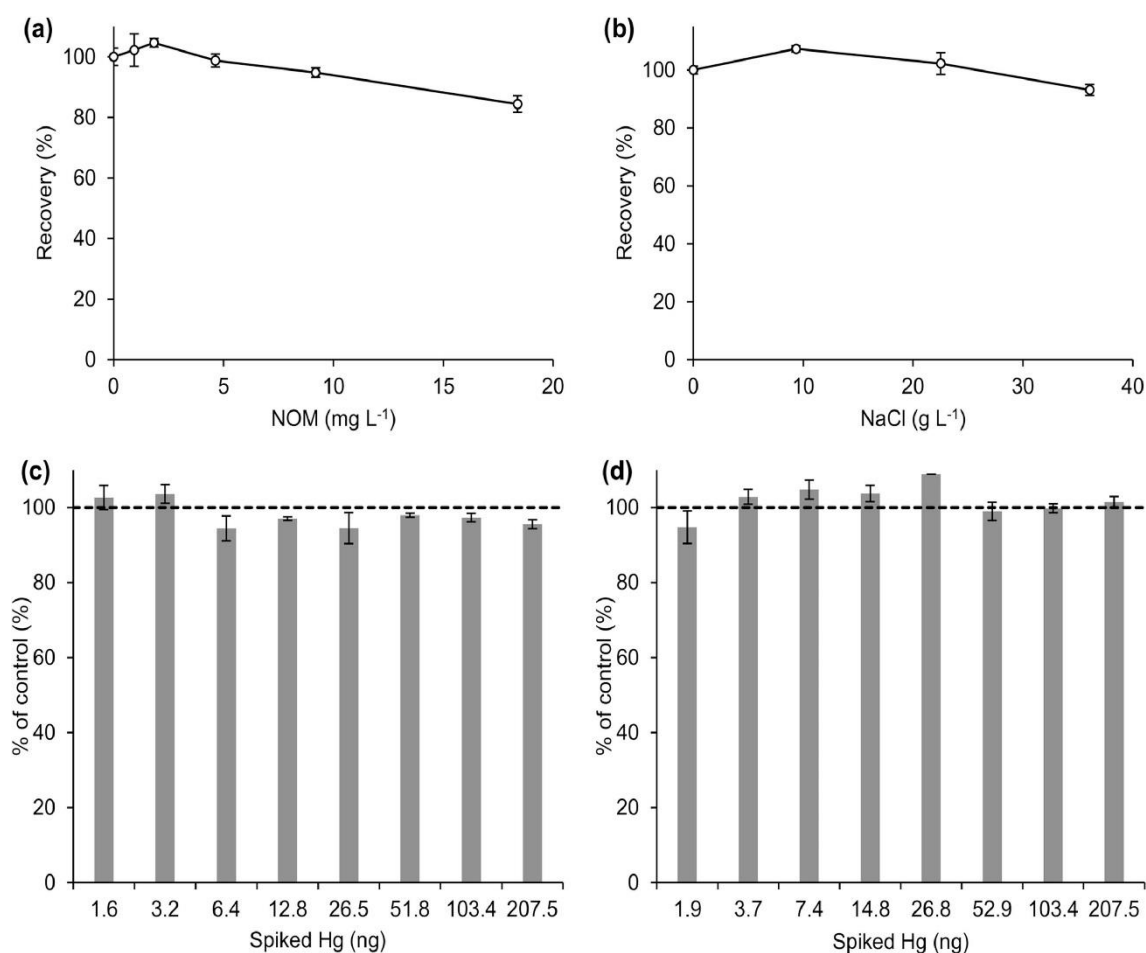 (a)
100
80
60
40
20
0
Recovery (%)
0 5 10 15 20
NOM (mg L⁻¹)
(b)
100
80
60
40
20
0
Recovery (%)
0 10 20 30 40
NaCl (g L⁻¹)
(c)
100
80
60
40
20
0
% of control (%)
1.6 3.2 6.4 12.8 26.5 51.8 103.4 207.5
Spiked Hg (ng)
(d)
100
80
60
40
20
0
% of control (%)
1.9 3.7 7.4 14.8 26.8 52.9 103.4 207.5
Spiked Hg (ng)